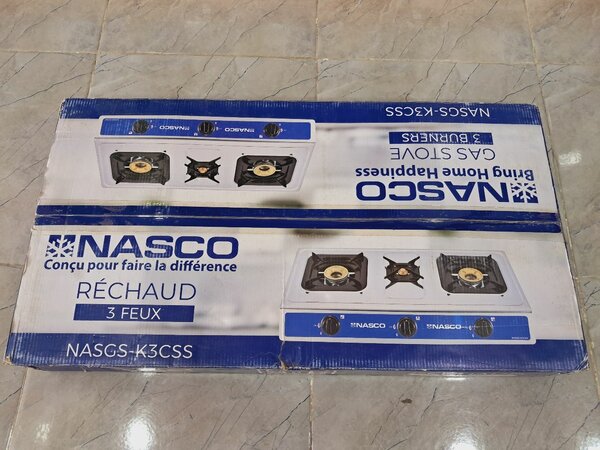 NASCO
Bring Home Happiness
GAS STOVE
3 BURNERS
NASGS-K3CSS
NASCO
NASCO
Conçu pour faire la différence
RÉCHAUD
3 FEUX
NASGS-K3CSS
NASCO
NASCO